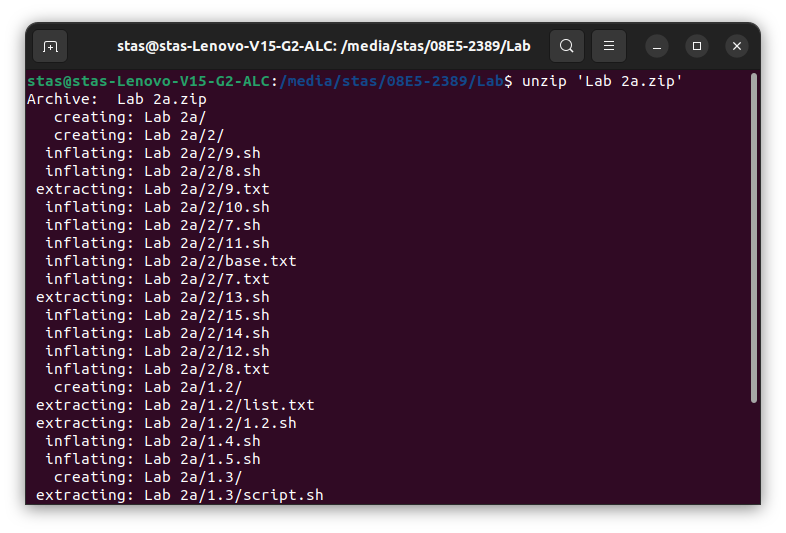 stas@stas-Lenovo-V15-G2-ALC: /media/stas/08E5-2389/Lab
stas@stas-Lenovo-V15-G2-ALC:/media/stas/08E5-2389/Lab$ unzip 'Lab 2a.zip'
Archive:  Lab 2a.zip
   creating: Lab 2a/
   creating: Lab 2a/2/
  inflating: Lab 2a/2/9.sh
  inflating: Lab 2a/2/8.sh
 extracting: Lab 2a/2/9.txt
  inflating: Lab 2a/2/10.sh
  inflating: Lab 2a/2/7.sh
  inflating: Lab 2a/2/11.sh
  inflating: Lab 2a/2/base.txt
  inflating: Lab 2a/2/7.txt
 extracting: Lab 2a/2/13.sh
  inflating: Lab 2a/2/15.sh
  inflating: Lab 2a/2/14.sh
  inflating: Lab 2a/2/12.sh
  inflating: Lab 2a/2/8.txt
   creating: Lab 2a/1.2/
 extracting: Lab 2a/1.2/list.txt
 extracting: Lab 2a/1.2/1.2.sh
  inflating: Lab 2a/1.4.sh
  inflating: Lab 2a/1.5.sh
   creating: Lab 2a/1.3/
 extracting: Lab 2a/1.3/script.sh